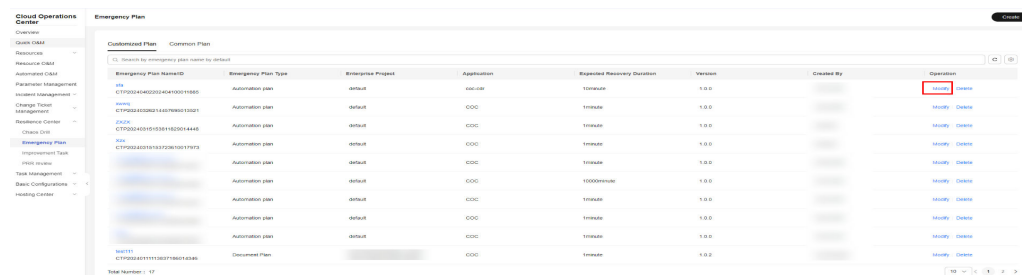 Cloud Operations Center
Emergency Plan
Create
Overview
Quick O&M
Resources
Resource O&M
Automated O&M
Parameter Management
Incident Management
Change Ticket Management
Resilience Center
Chaos Drill
Emergency Plan
Improvement Task
PRR Review
Task Management
Basic Configurations
Hosting Center
Customized Plan Common Plan
Search by emergency plan name by default
Emergency Plan Name/ID Emergency Plan Type Enterprise Project Application Expected Recovery Duration Version Created By Operation
Automation plan default coc-cdr 10minute 1.0.0 Modify Delete
Automation plan default COC 1minute 1.0.0 Modify Delete
ZXZX
Automation plan default COC 1minute 1.0.0 Modify Delete
Automation plan default COC 1minute 1.0.0 Modify Delete
Automation plan default COC 1minute 1.0.0 Modify Delete
Automation plan default COC 10000minute 1.0.0 Modify Delete
Automation plan default COC 1minute 1.0.0 Modify Delete
Automation plan default COC 1minute 1.0.0 Modify Delete
Automation plan default COC 1minute 1.0.0 Modify Delete
test111
Document Plan COC 1minute 1.0.2 Modify Delete
Total Number: 17
10 1